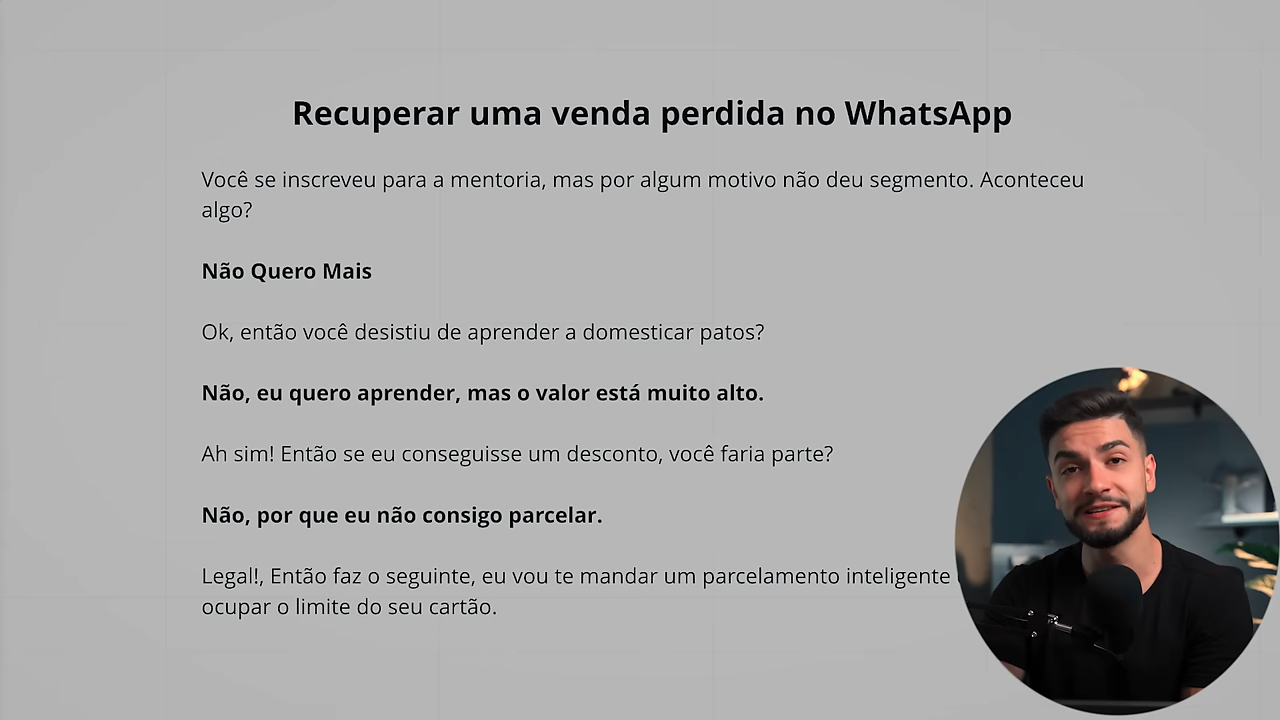 Recuperar uma venda perdida no WhatsApp
Você se inscreveu para a mentoria, mas por algum motivo não deu segmento. Aconteceu
algo?
Não Quero Mais
Ok, então você desistiu de aprender a domesticar patos?
Não, eu quero aprender, mas o valor está muito alto.
Ah sim! Então se eu conseguisse um desconto, você faria parte?
Não, por que eu não consigo parcelar.
Legal!, Então faz o seguinte, eu vou te mandar um parcelamento inteligente
ocupar o limite do seu cartão.